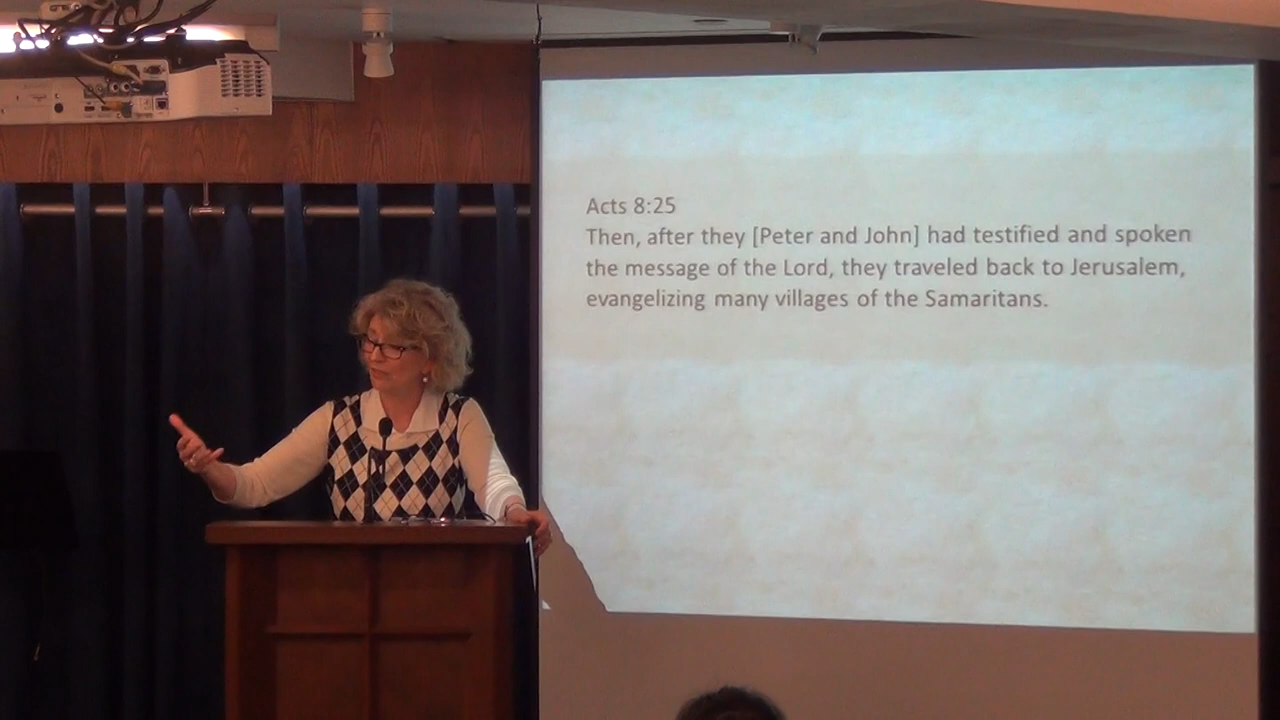 Acts 8:25
Then, after they [Peter and John] had testified and spoken
the message of the Lord, they traveled back to Jerusalem,
evangelizing many villages of the Samaritans.